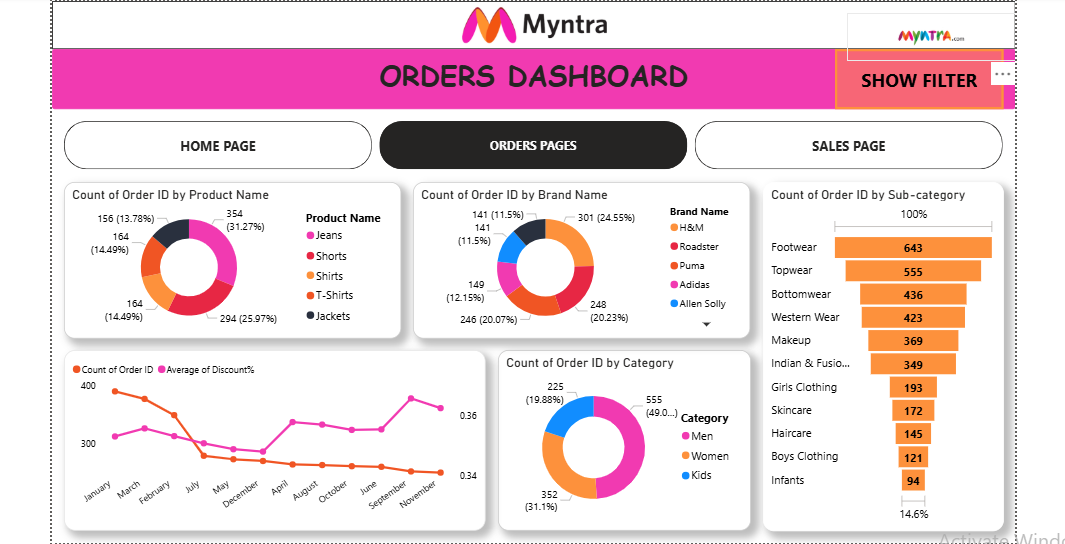 Myntra
myntra.com
ORDERS DASHBOARD
SHOW FILTER
...
HOME PAGE
ORDERS PAGES
SALES PAGE
Count of Order ID by Product Name
156 (13.78%)
354
(31.27%)
164
(14.49%)
164
(14.49%)
294 (25.97%)
Product Name
Jeans
Shorts
Shirts
T-Shirts
Jackets
Count of Order ID by Brand Name
141 (11.5%)
301 (24.55%)
141
(11.5%)
149
(12.15%)
246 (20.07%)
248
(20.23%)
Brand Name
H&M
Roadster
Puma
Adidas
Allen Solly
Count of Order ID by Sub-category
100%
Footwear 643
Topwear 555
Bottomwear 436
Western Wear 423
Makeup 369
Indian & Fusio... 349
Girls Clothing 193
Skincare 172
Haircare 145
Boys Clothing 121
Infants 94
14.6%
Count of Order ID Average of Discount%
400
300
0.36
0.34
January
March
February
July
May
December
April
August
October
June
September
November
Count of Order ID by Category
225
(19.88%)
555
(49.0...)
352
(31.1%)
Category
Men
Women
Kids
Activate Windo